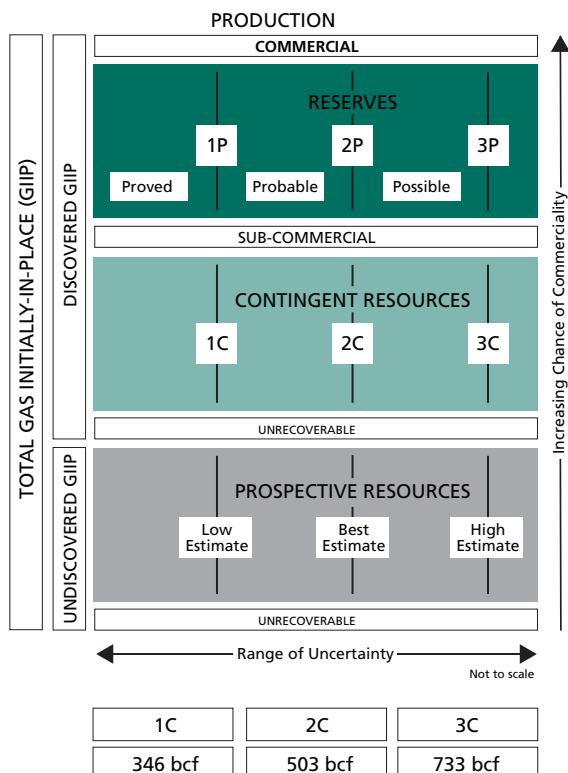 PRODUCTION
COMMERCIAL
RESERVES
1P
2P
3P
Proved
Probable
Possible
SUB-COMMERCIAL
CONTINGENT RESOURCES
1C
2C
3C
UNRECOVERABLE
PROSPECTIVE RESOURCES
Low
Estimate
Best
Estimate
High
Estimate
UNRECOVERABLE
TOTAL GAS INITIALLY-IN-PLACE (GIIP)
DISCOVERED GIIP
UNDISCOVERED GIIP
Increasing Chance of Commerciality
Range of Uncertainty
Not to scale
1C
2C
3C
346 bcf
503 bcf
733 bcf